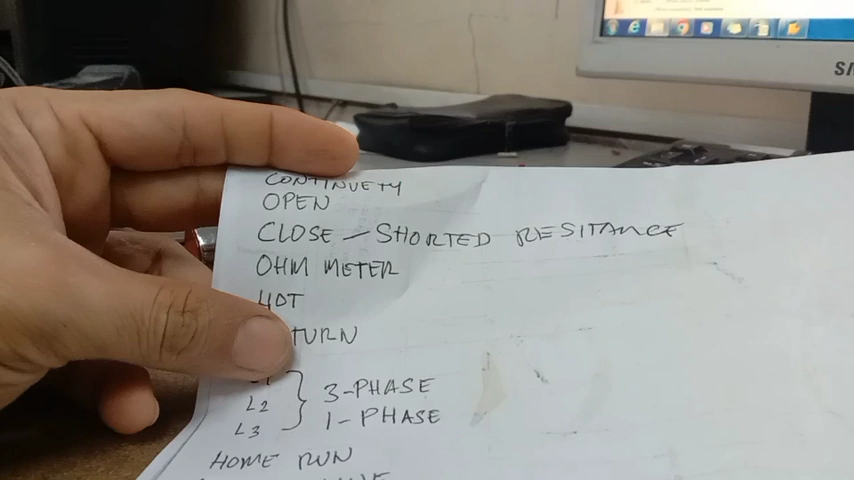 CONTINUETY
OPEN
CLOSE - SHORTED RESITANCE
OHM METER
HOT
TURN
L2 3-PHASE
L3 1-PHASE
HOME RUN